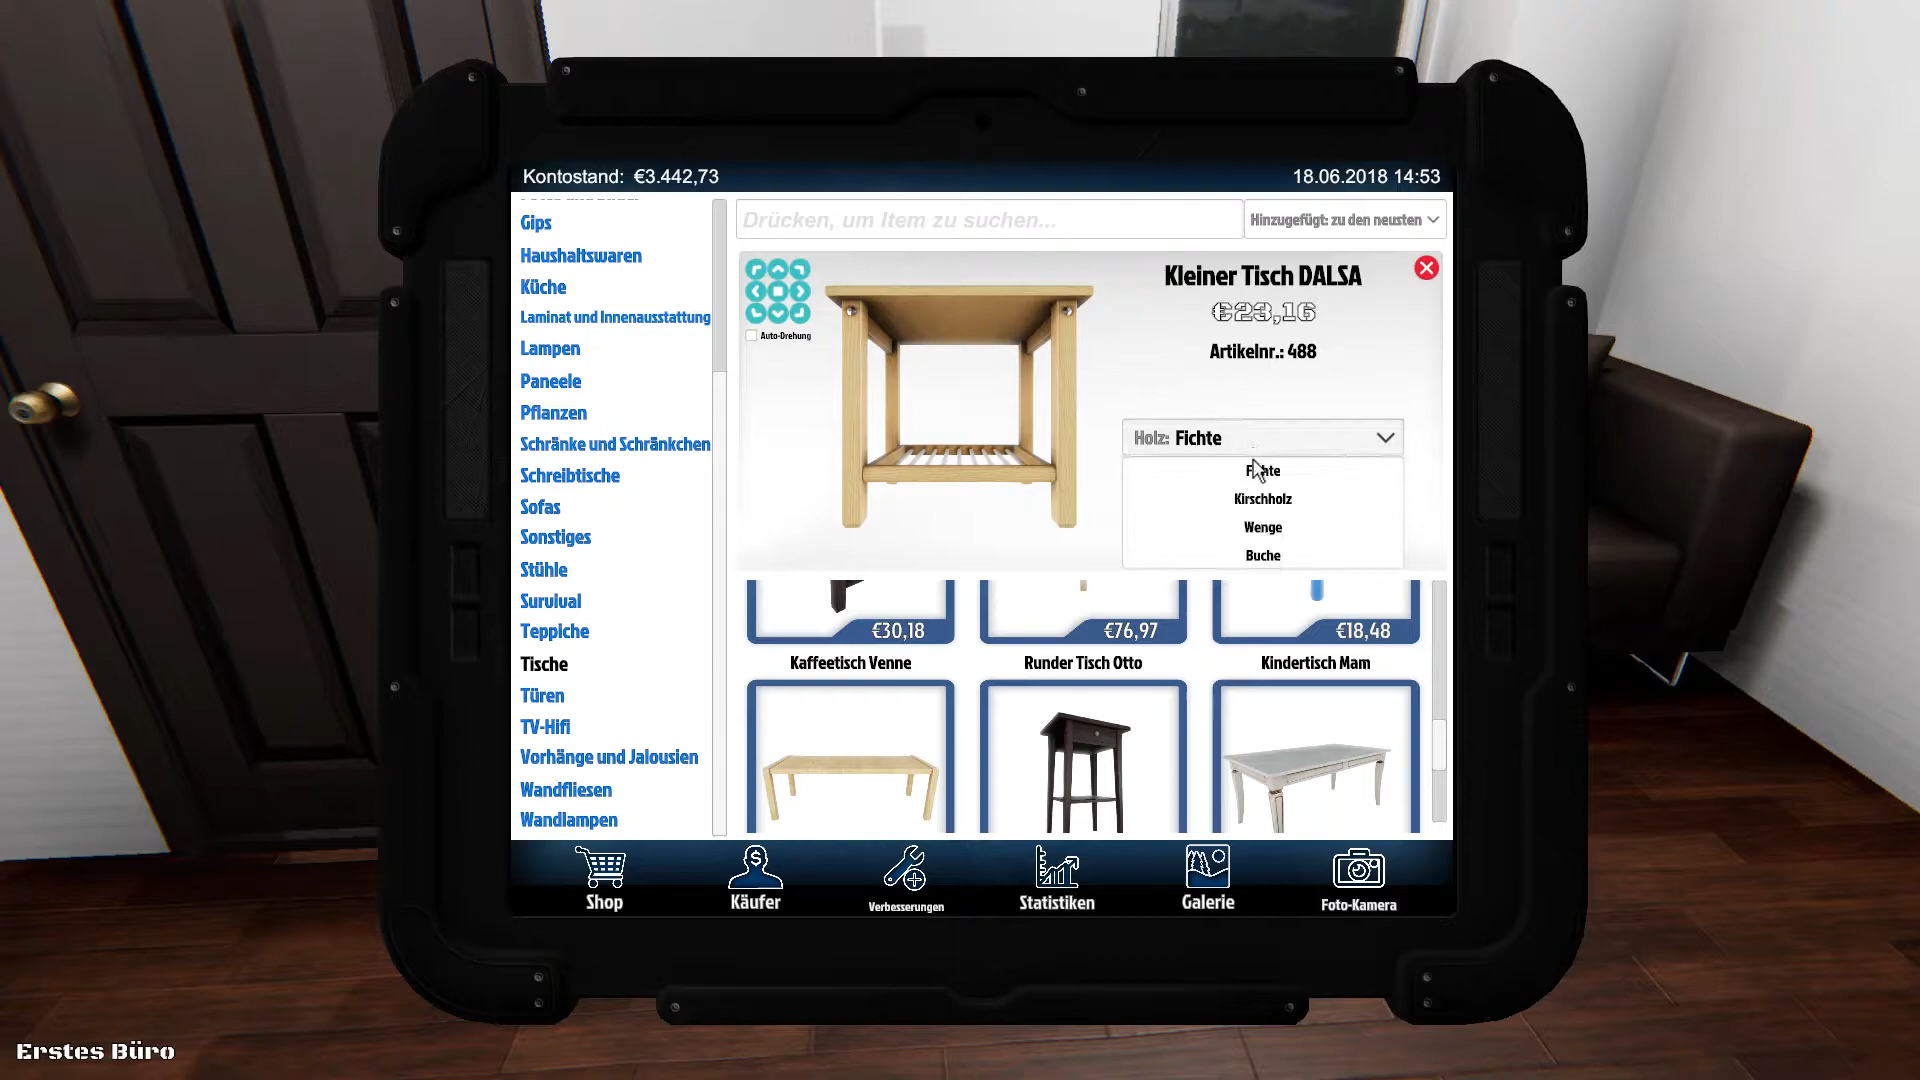 Kontostand: €3.442,73
18.06.2018 14:53
Gips
Haushaltswaren
Küche
Laminat und Innenausstattung
Lampen
Paneele
Pflanzen
Schränke und Schränkchen
Schreibtische
Sofas
Sonstiges
Stühle
Survival
Teppiche
Tische
Türen
TV-Hifi
Vorhänge und Jalousien
Wandfliesen
Wandlampen
Drücken, um Item zu suchen...
Hinzugefügt: zu den neusten
Auto-Drehung
Kleiner Tisch DALSA
€23,16
Artikelnr.: 488
Holz: Fichte
Fichte
Kirschholz
Wenge
Buche
€30,18
€76,97
€18,48
Kaffeetisch Venne
Runder Tisch Otto
Kindertisch Mam
Shop
Käufer
Verbesserungen
Statistiken
Galerie
Foto-Kamera
Erstes Büro